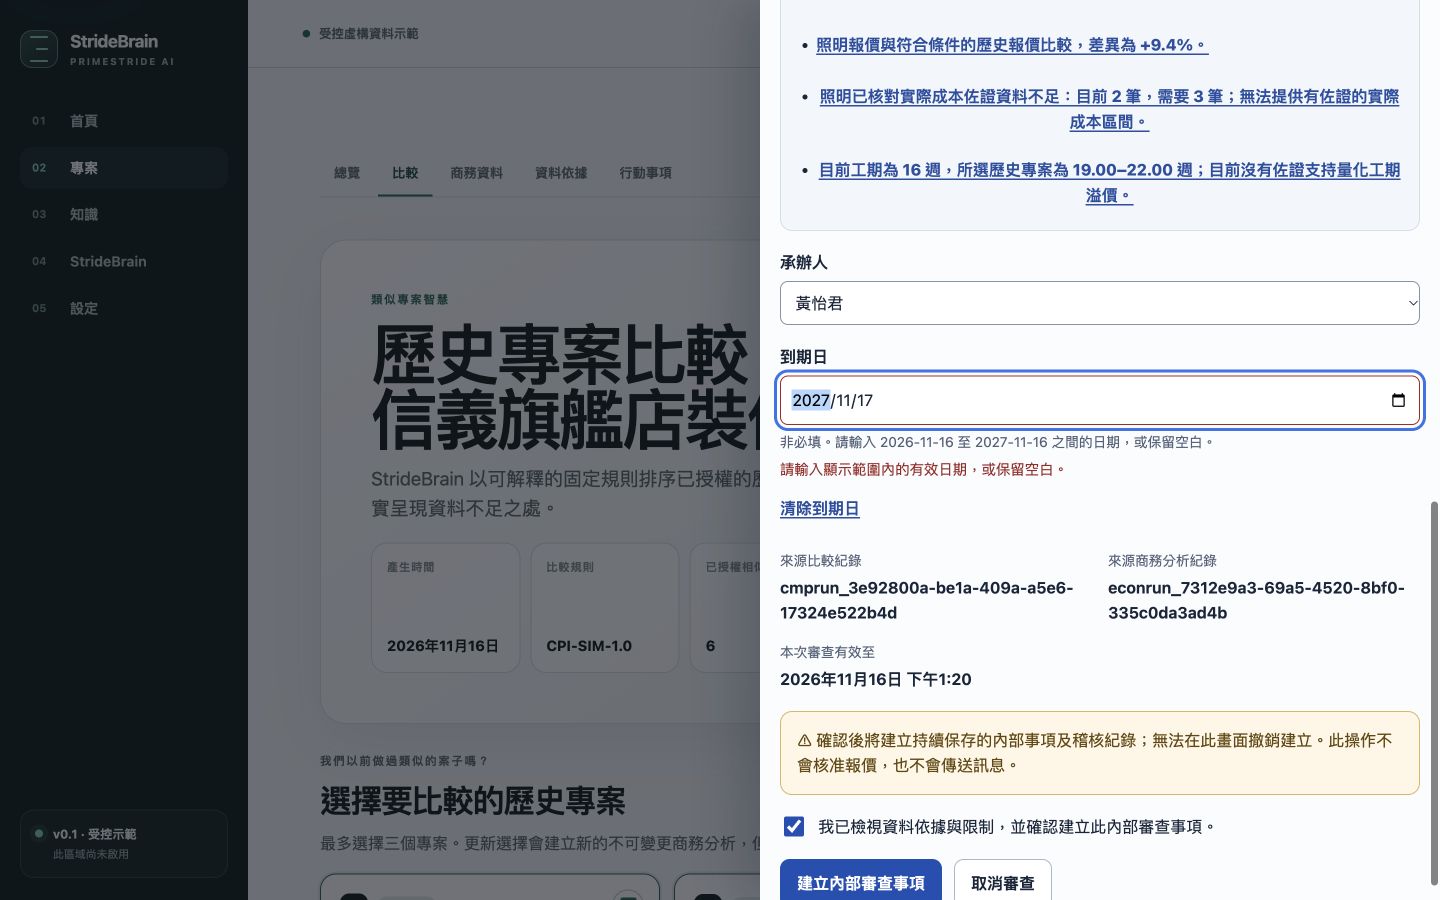 StrideBrain
PRIMESTRIDE AI
01 首頁
02 專案
03 知識
04 StrideBrain
05 設定
v0.1 · 受控示範
此區域尚未啟用
受控虛構資料示範
總覽 比較 商務資料 資料依據 行動事項
類似專案智慧
歷史專案比較
信義旗艦店裝
StrideBrain 以可解釋的固定規則排序已授權的歷
實呈現資料不足之處。
產生時間 比較規則 已授權相似
2026年11月16日 CPI-SIM-1.0 6
我們以前做過類似的案子嗎？
選擇要比較的歷史專案
最多選擇三個專案。更新選擇會建立新的不可變更商務分析，但
照明報價與符合條件的歷史報價比較，差異為 +9.4%。
照明已核對實際成本佐證資料不足：目前 2 筆，需要 3 筆；無法提供有佐證的實際
成本區間。
目前工期為 16 週，所選歷史專案為 19.00–22.00 週；目前沒有佐證支持量化工期
溢價。
承辦人
黃怡君
到期日
2027/11/17
非必填。請輸入 2026-11-16 至 2027-11-16 之間的日期，或保留空白。
請輸入顯示範圍內的有效日期，或保留空白。
清除到期日
來源比較紀錄
cmprun_3e92800a-be1a-409a-a5e6-
17324e522b4d
來源商務分析紀錄
econrun_7312e9a3-69a5-4520-8bf0-
335c0da3ad4b
本次審查有效至
2026年11月16日 下午1:20
⚠ 確認後將建立持續保存的內部事項及稽核紀錄；無法在此畫面撤銷建立。此操作不
會核准報價，也不會傳送訊息。
我已檢視資料依據與限制，並確認建立此內部審查事項。
建立內部審查事項 取消審查